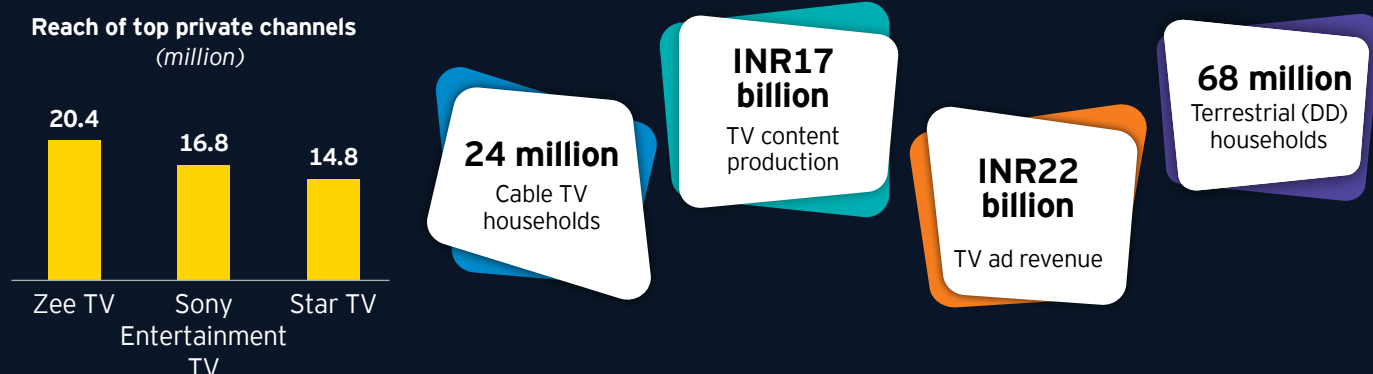 Reach of top private channels
(million)
20.4
16.8
14.8
Zee TV
Sony
Entertainment
TV
Star TV
24 million
Cable TV
households
INR17
billion
TV content
production
INR22
billion
TV ad revenue
68 million
Terrestrial (DD)
households